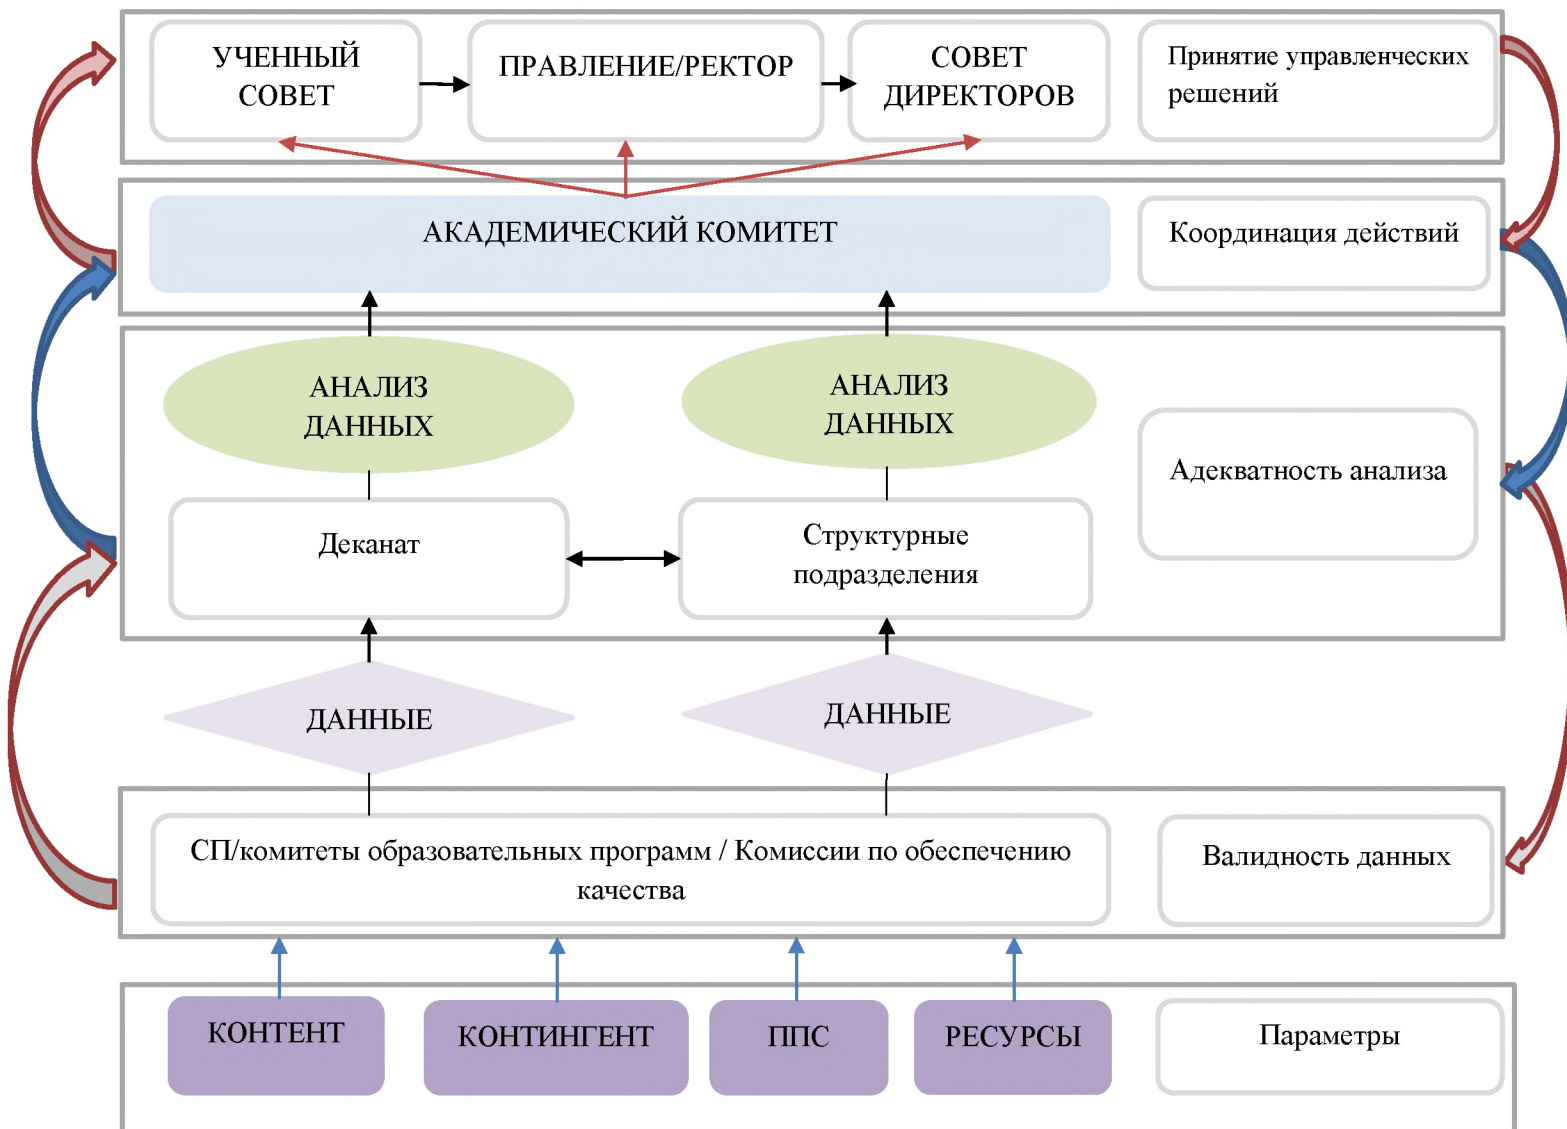 УЧЕННЫЙ
СОВЕТ
ПРАВЛЕНИЕ/РЕКТОР
СОВЕТ
ДИРЕКТОРОВ
Принятие управленческих
решений
АКАДЕМИЧЕСКИЙ КОМИТЕТ
Координация действий
АНАЛИЗ
ДАННЫХ
АНАЛИЗ
ДАННЫХ
Адекватность анализа
Деканат
Структурные
подразделения
ДАННЫЕ
ДАННЫЕ
СП/комитеты образовательных программ / Комиссии по обеспечению
качества
Валидность данных
КОНТЕНТ
КОНТИНГЕНТ
ППС
РЕСУРСЫ
Параметры